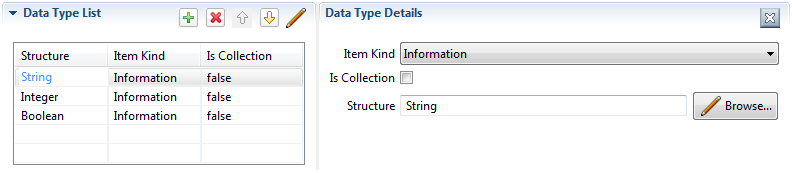 Data Type List
Structure Item Kind Is Collection
String Information false
Integer Information false
Boolean Information false
Data Type Details
Item Kind Information
Is Collection
Structure String Browse...